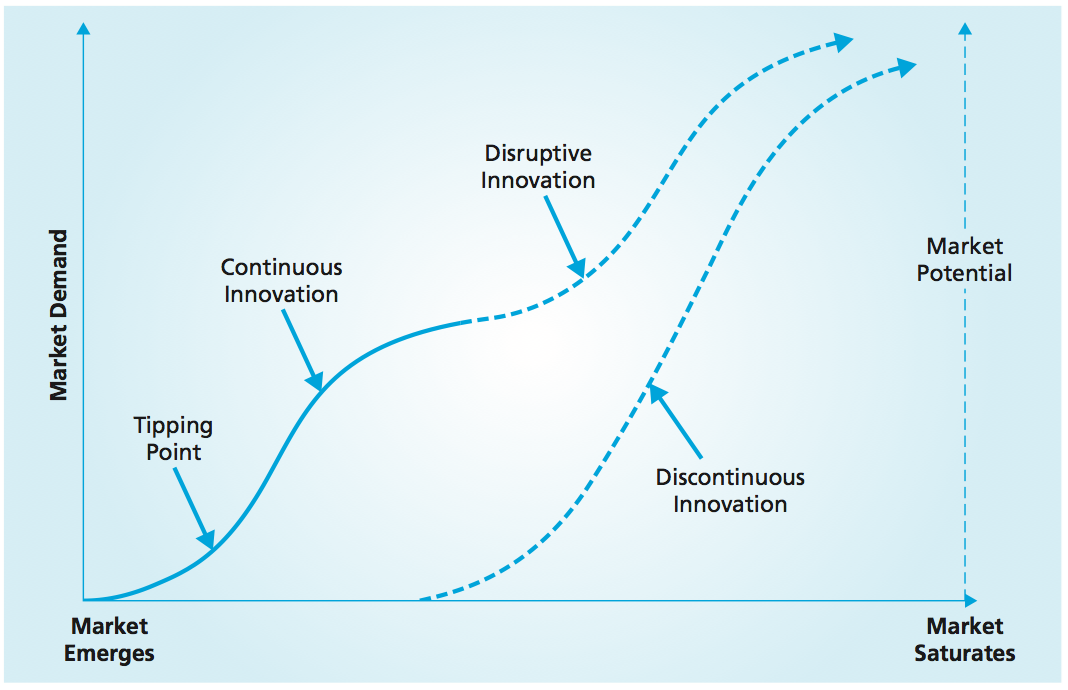 Disruptive
Innovation
Continuous
Innovation
Market
Potential
Market Demand
Tipping
Point
Discontinuous
Innovation
Market
Emerges
Market
Saturates